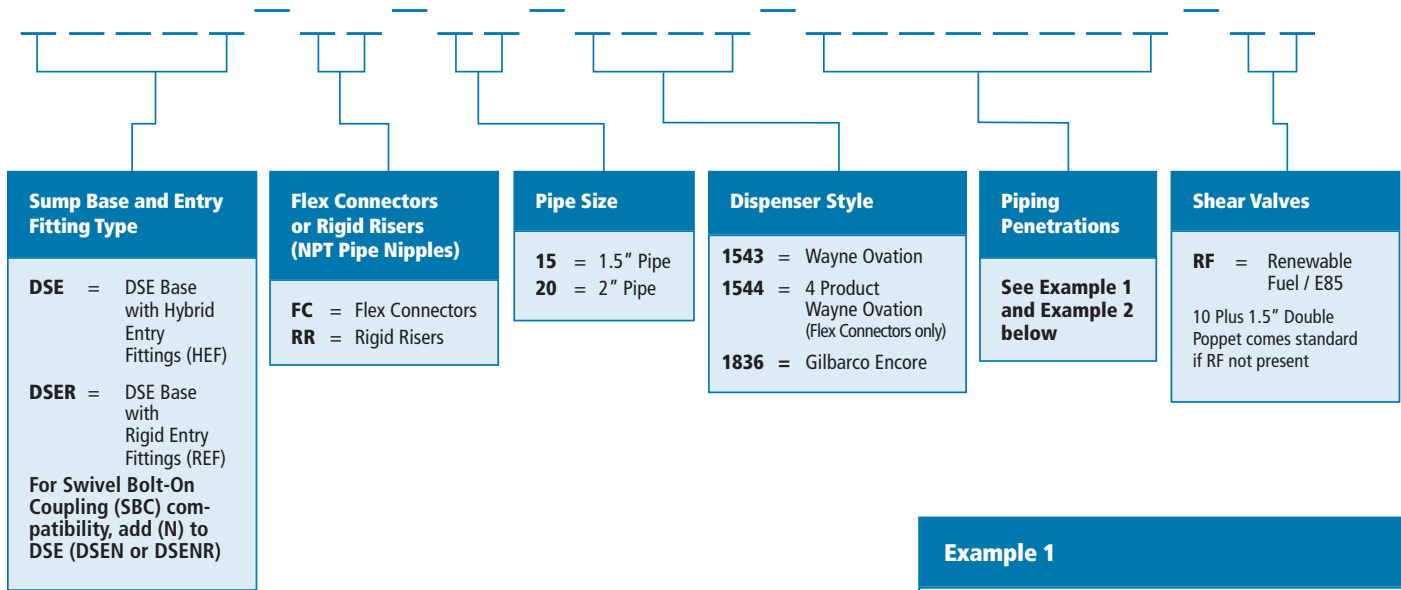 Sump Base and Entry
Fitting Type
DSE = DSE Base
with Hybrid
Entry
Fittings (HEF)
DSER = DSE Base
with
Rigid Entry
Fittings (REF)
For Swivel Bolt-On
Coupling (SBC) com-
patibility, add (N) to
DSE (DSEN or DSENR)
Flex Connectors
or Rigid Risers
(NPT Pipe Nipples)
FC = Flex Connectors
RR = Rigid Risers
Pipe Size
15 = 1.5” Pipe
20 = 2” Pipe
Dispenser Style
1543 = Wayne Ovation
1544 = 4 Product
Wayne Ovation
(Flex Connectors only)
1836 = Gilbarco Encore
Piping
Penetrations
See Example 1
and Example 2
below
Shear Valves
RF = Renewable
Fuel / E85
10 Plus 1.5” Double
Poppet comes standard
if RF not present
Example 1